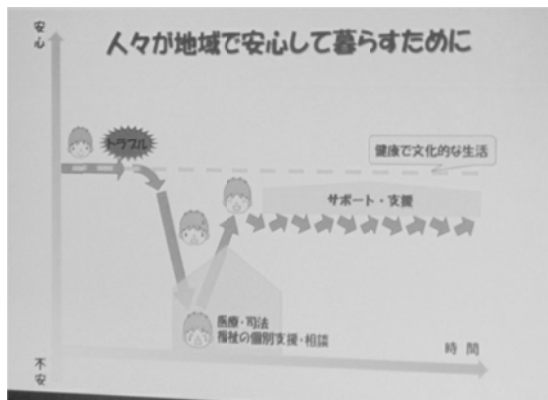 人々が地域で安心して暮らすために
安心
トラブル
健康で文化的な生活
サポート・支援
医療・司法
福祉の個別支援・相談
時間
不安